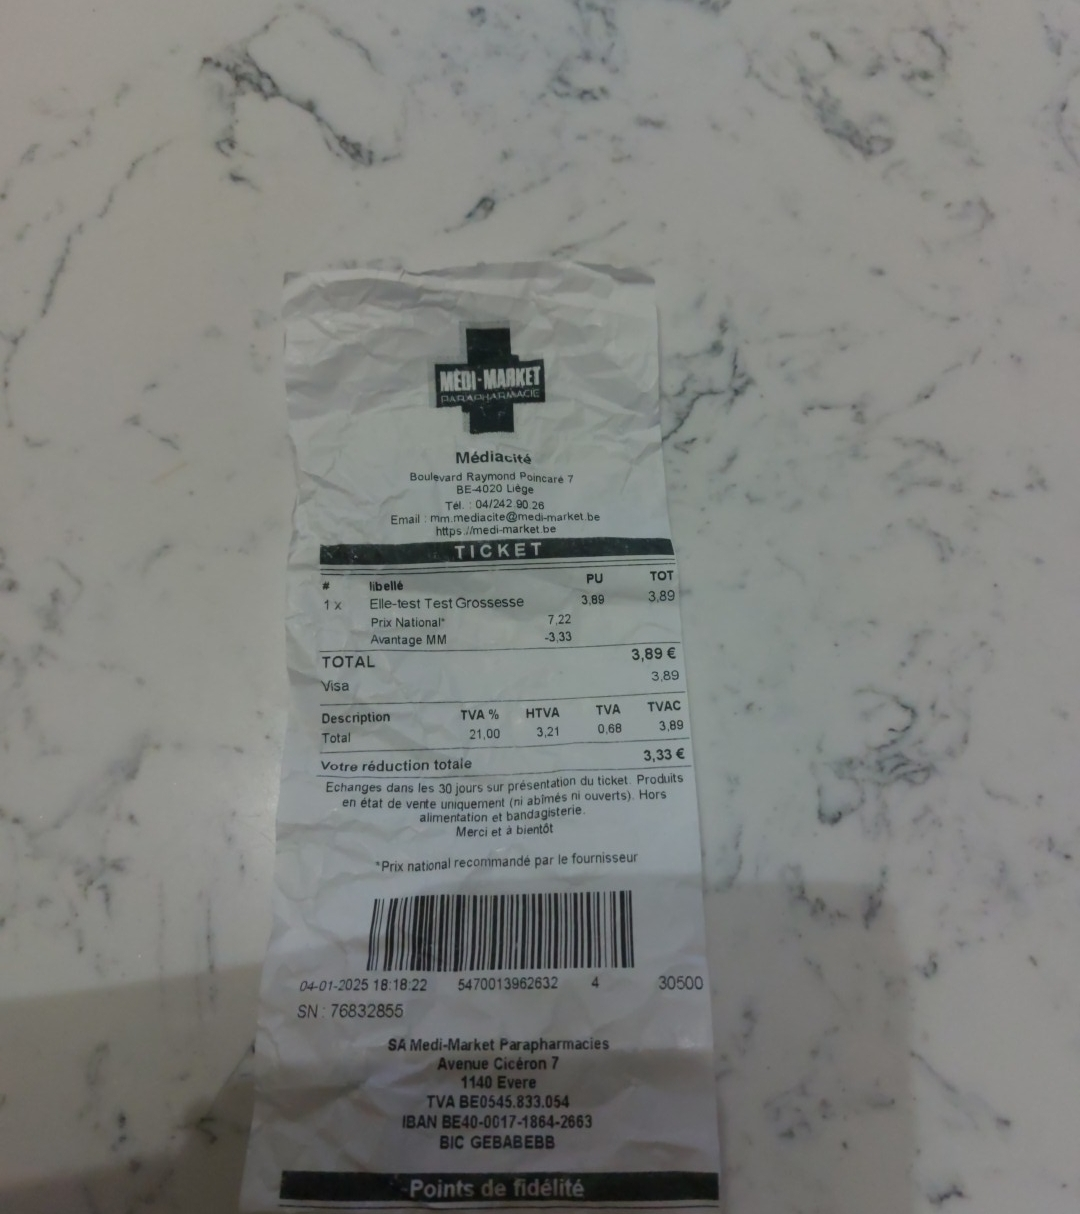 MEDI-MARKET
PARAPHARMACIE
Médiacité
Boulevard Raymond Poincaré 7
BE-4020 Liège
Tél. : 04/242.90.26
Email : mm.mediacite@medi-market.be
https://medi-market.be
TICKET
# libellé PU TOT
1 x Elle-test Test Grossesse 3,89 3,89
Prix National* 7,22
Avantage MM -3,33
TOTAL 3,89 €
Visa 3,89
Description TVA % HTVA TVA TVAC
Total 21,00 3,21 0,68 3,89
Votre réduction totale 3,33 €
Echanges dans les 30 jours sur présentation du ticket. Produits
en état de vente uniquement (ni abîmés ni ouverts). Hors
alimentation et bandagisterie.
Merci et à bientôt
*Prix national recommandé par le fournisseur
04-01-2025 18:18:22 5470013962632 4 30500
SN : 76832855
SA Medi-Market Parapharmacies
Avenue Cicéron 7
1140 Evere
TVA BE0545.833.054
IBAN BE40-0017-1864-2663
BIC GEBABEBB
Points de fidélité